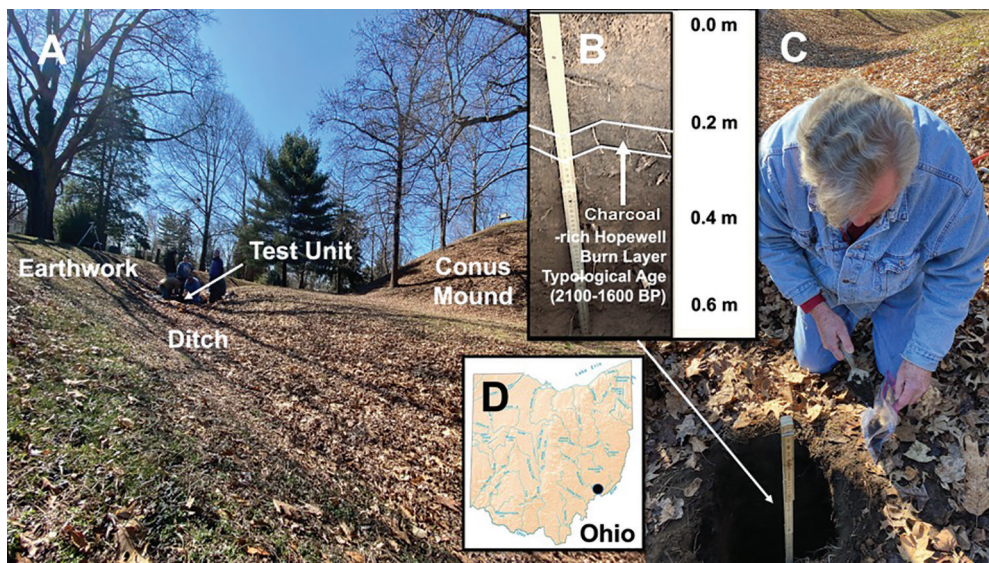 A
Earthwork
Test Unit
Ditch
Conus
Mound
B
Charcoal
-rich Hopewell
Burn Layer
Typological Age
(2100-1600 BP)
0.0 m
0.2 m
0.4 m
0.6 m
C
D
Lake Erie
Ohio